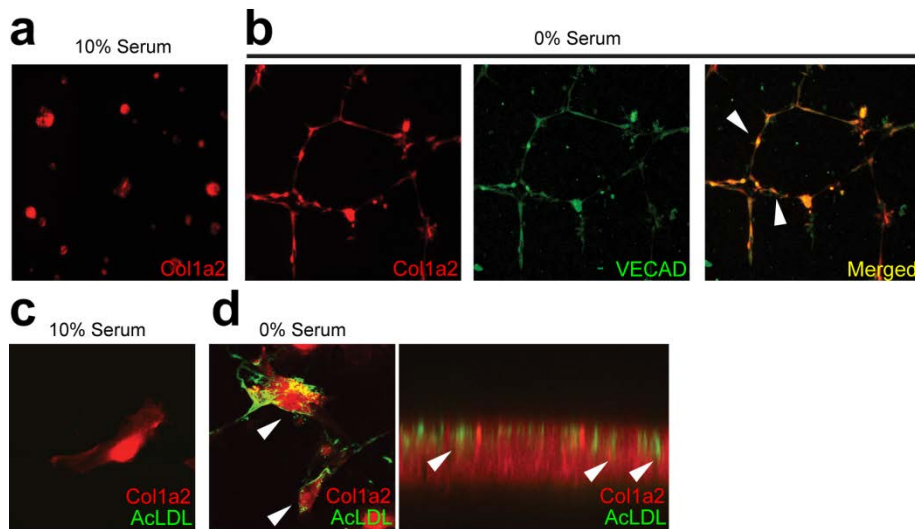 a
10% Serum
b
0% Serum
Col1a2
Col1a2
VECAD
Merged
c
10% Serum
d
0% Serum
Col1a2
AcLDL
Col1a2
AcLDL
Col1a2
AcLDL